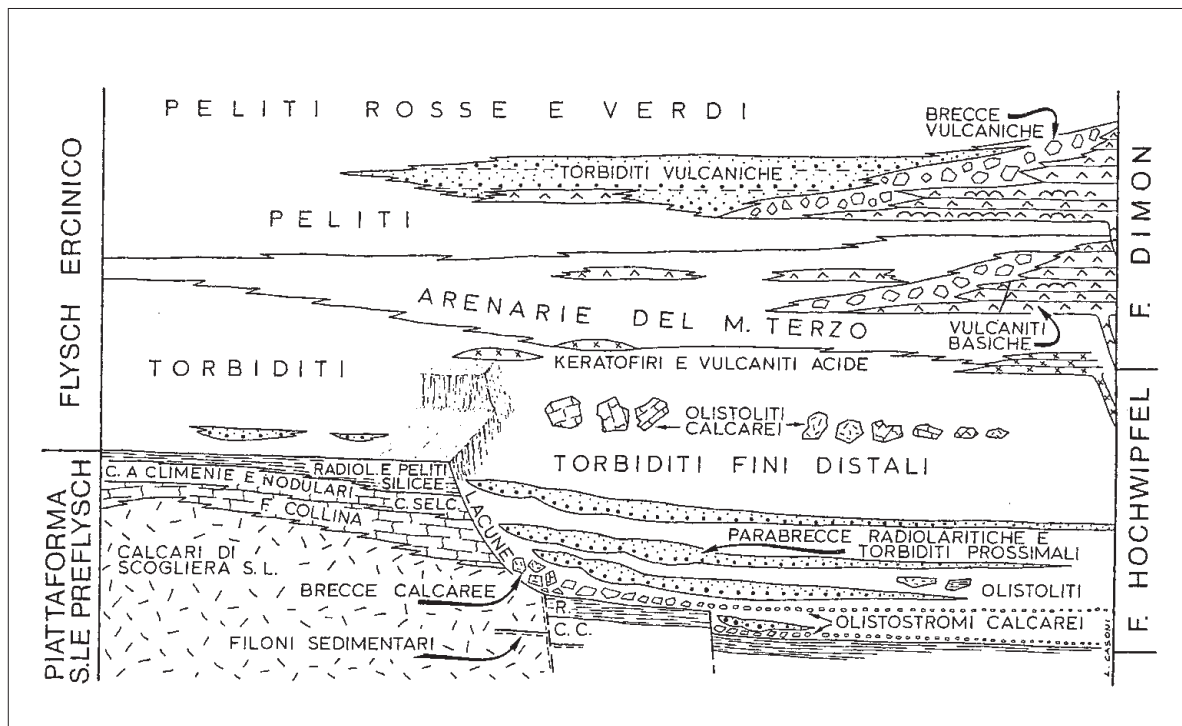 PELITI ROSSE E VERDI
BRECCE
VULCANICHE
TORBIDITI VULCANICHE
PELITI
ARENARIE DEL M. TERZO
VULCANITI
BASICHE
KERATOFIRI E VULCANITI ACIDE
TORBIDITI
OLISTOLITI
CALCAREI
TORBIDITI FINI DISTALI
RADIOL. E PELITI
SILICEE
C. A CLIMENIE E NODULARI
C. SELC.
F. COLLINA
LACUNE
PARABRECCE RADIOLARITICHE E
TORBIDITI PROSSIMALI
CALCARI DI
SCOGLIERA S.L.
BRECCE CALCAREE
OLISTOLITI
R.
OLISTOSTROMI CALCAREI
C. C.
FILONI SEDIMENTARI
FLYSCH ERCINICO
PIATTAFORMA
S.L E PREFLYSCH
F. DIMON
F. HOCHWIPFEL